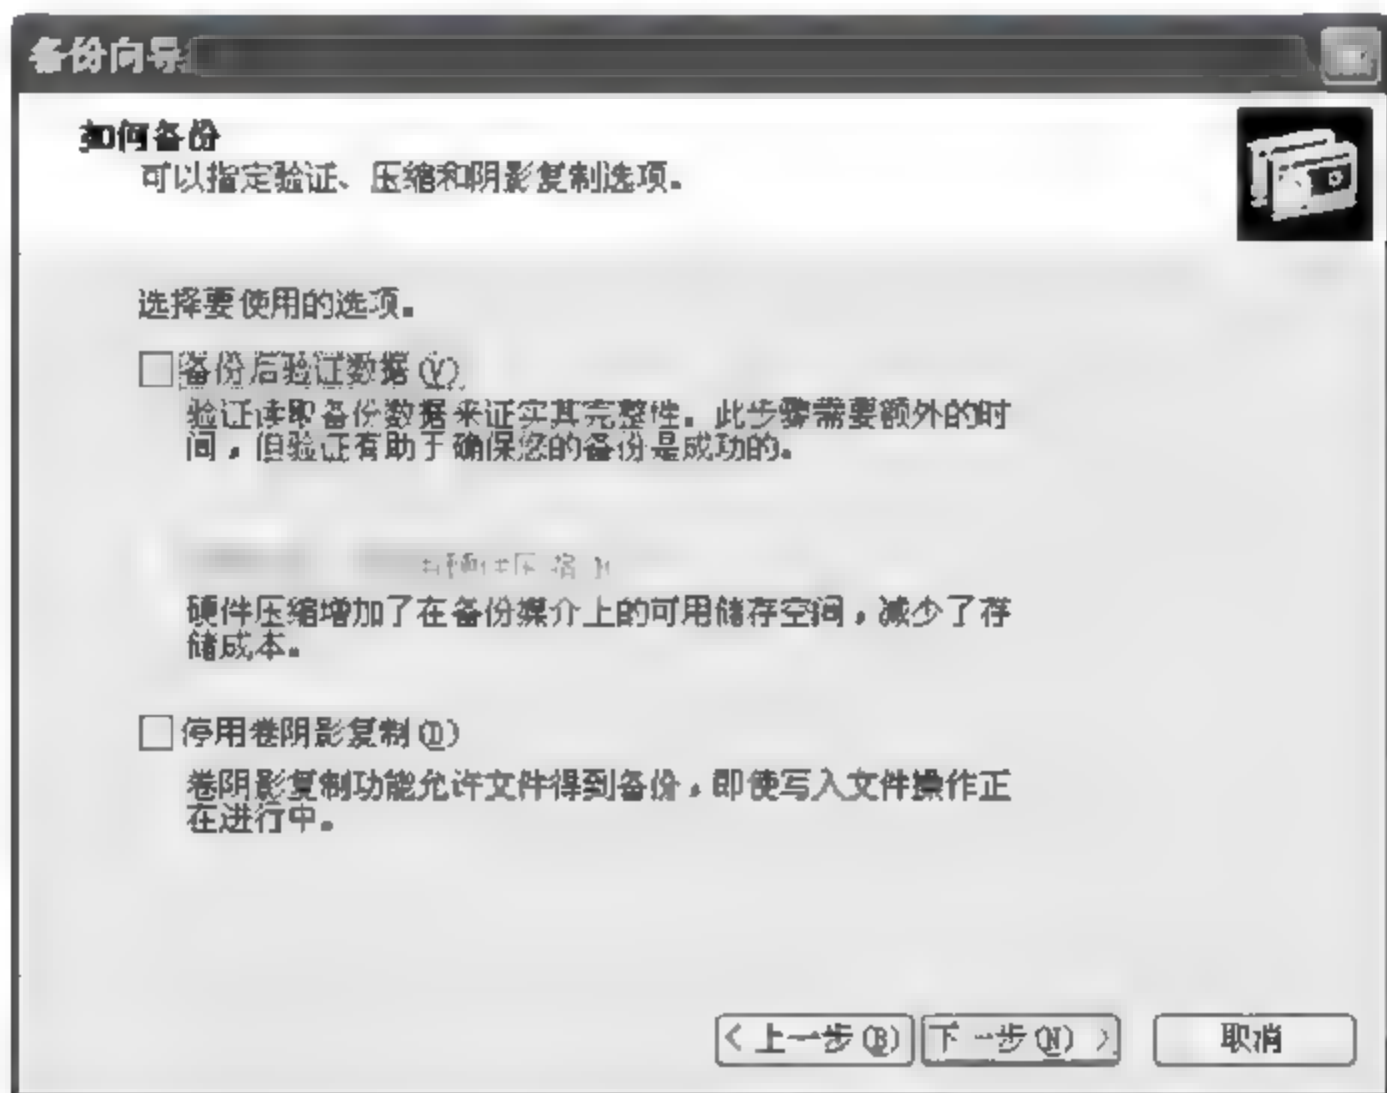 备份向导
如何备份
可以指定验证、压缩和阴影复制选项。
选择要使用的选项。
备份后验证数据(V)
验证读取备份数据来证实其完整性。此步骤需要额外的时
间，但验证有助于确保您的备份是成功的。
硬件压缩
硬件压缩增加了在备份媒介上的可用储存空间，减少了存
储成本。
停用卷阴影复制(D)
卷阴影复制功能允许文件得到备份，即使写入文件操作正
在进行中。
< 上一步(B) 下一步(N) > 取消